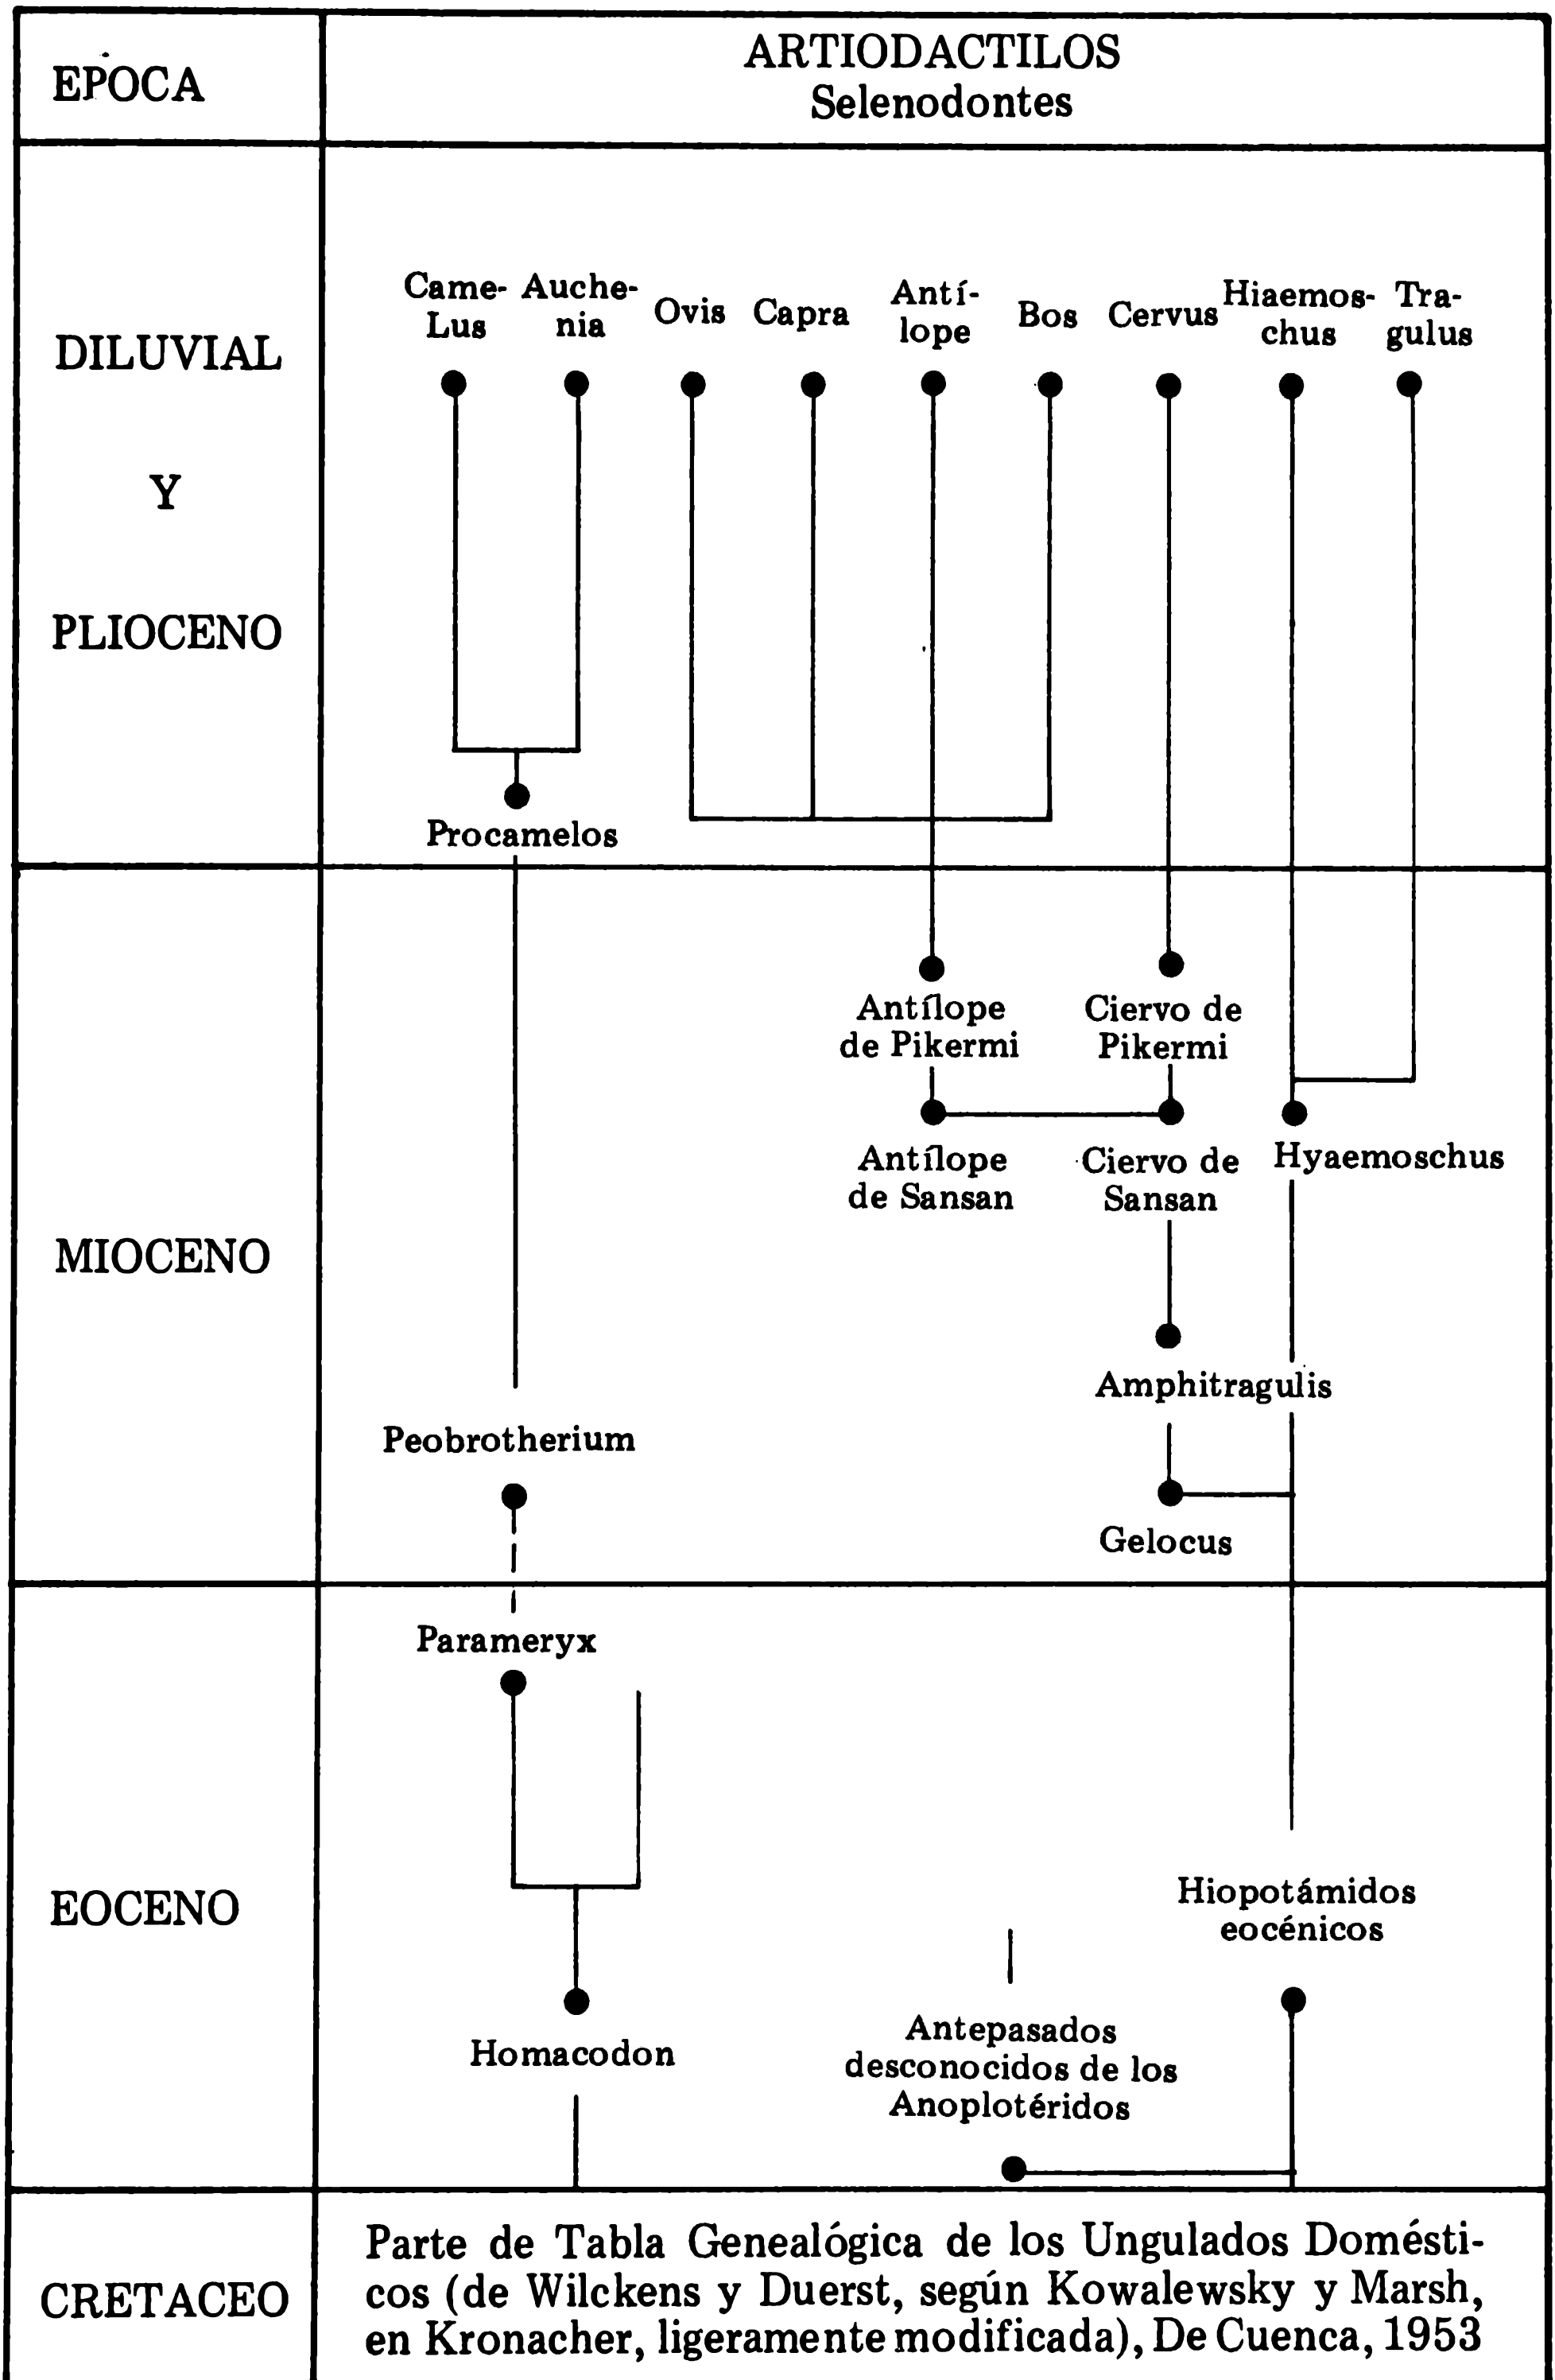 EPOCA
ARTIODACTILOS
Selenodontes
DILUVIAL
Y
PLIOCENO
Came-
Lus
Auche-
nia
Ovis
Capra
Antí-
lope
Bos
Cervus
Hiaemos-
chus
Tra-
gulus
Procamelos
MIOCENO
Antílope
de Pikermi
Ciervo de
Pikermi
Antílope
de Sansan
Ciervo de
Sansan
Hyaemoschus
Amphitragulis
Peobrotherium
Gelocus
EOCENO
Parameryx
Hiopotámidos
eocénicos
Homacodon
Antepasados
desconocidos de los
Anoplotéridos
CRETACEO
Parte de Tabla Genealógica de los Ungulados Domésti-
cos (de Wilckens y Duerst, según Kowalewsky y Marsh,
en Kronacher, ligeramente modificada), De Cuenca, 1953